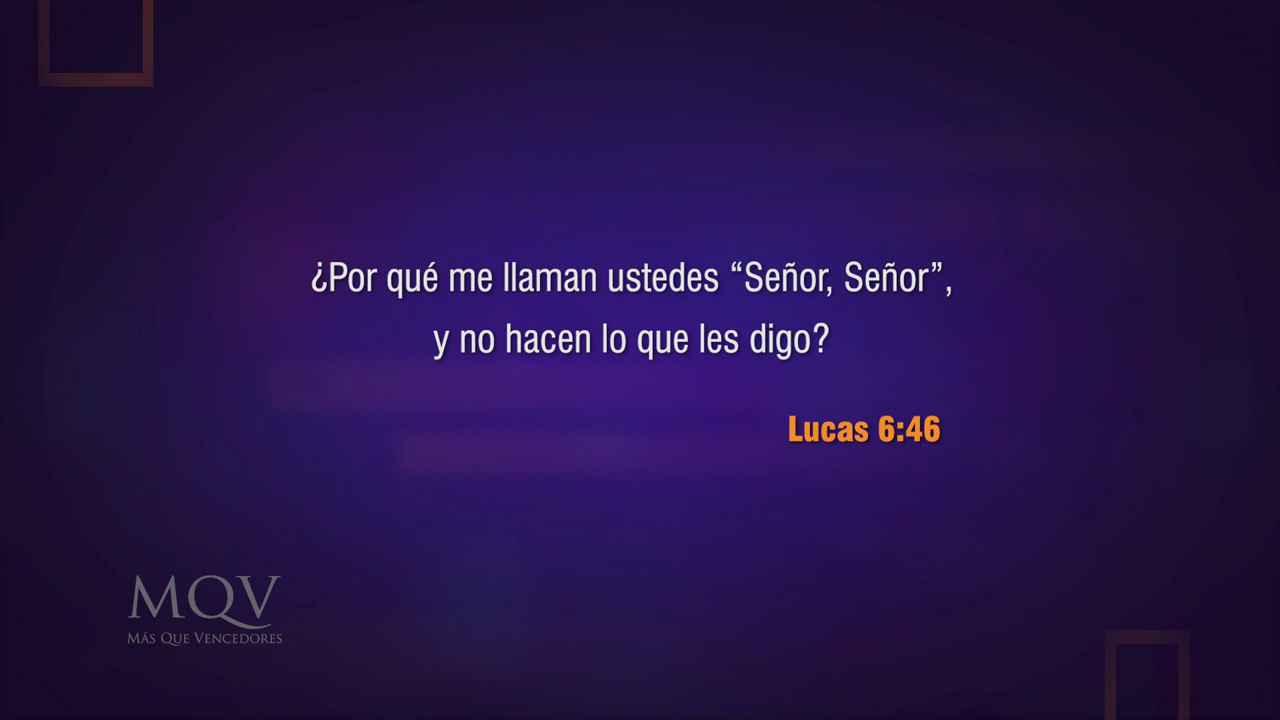 ¿Por qué me llaman ustedes “Señor, Señor”,
y no hacen lo que les digo?
Lucas 6:46
MQV
MÁS QUE VENCEDORES